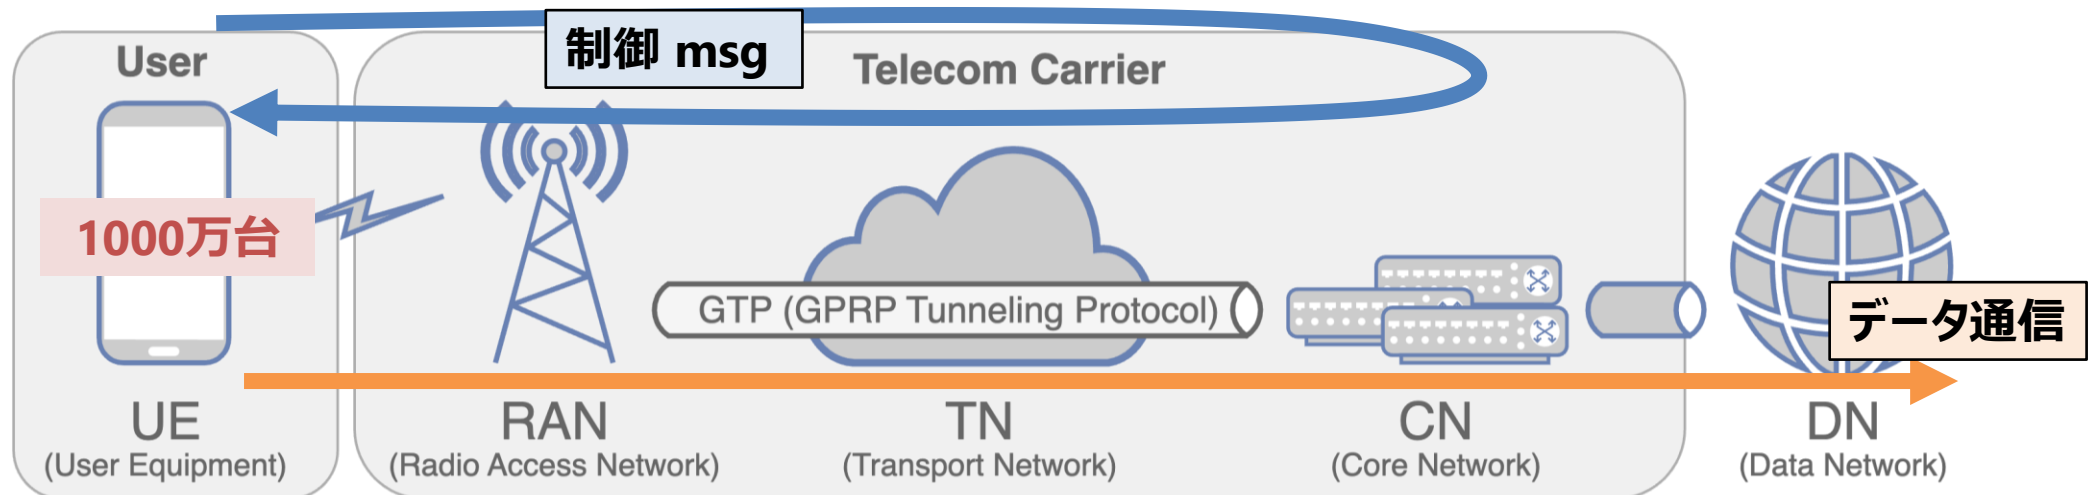 User
制御 msg
Telecom Carrier
1000万台
GTP (GPRP Tunneling Protocol)
データ通信
UE
(User Equipment)
RAN
(Radio Access Network)
TN
(Transport Network)
CN
(Core Network)
DN
(Data Network)